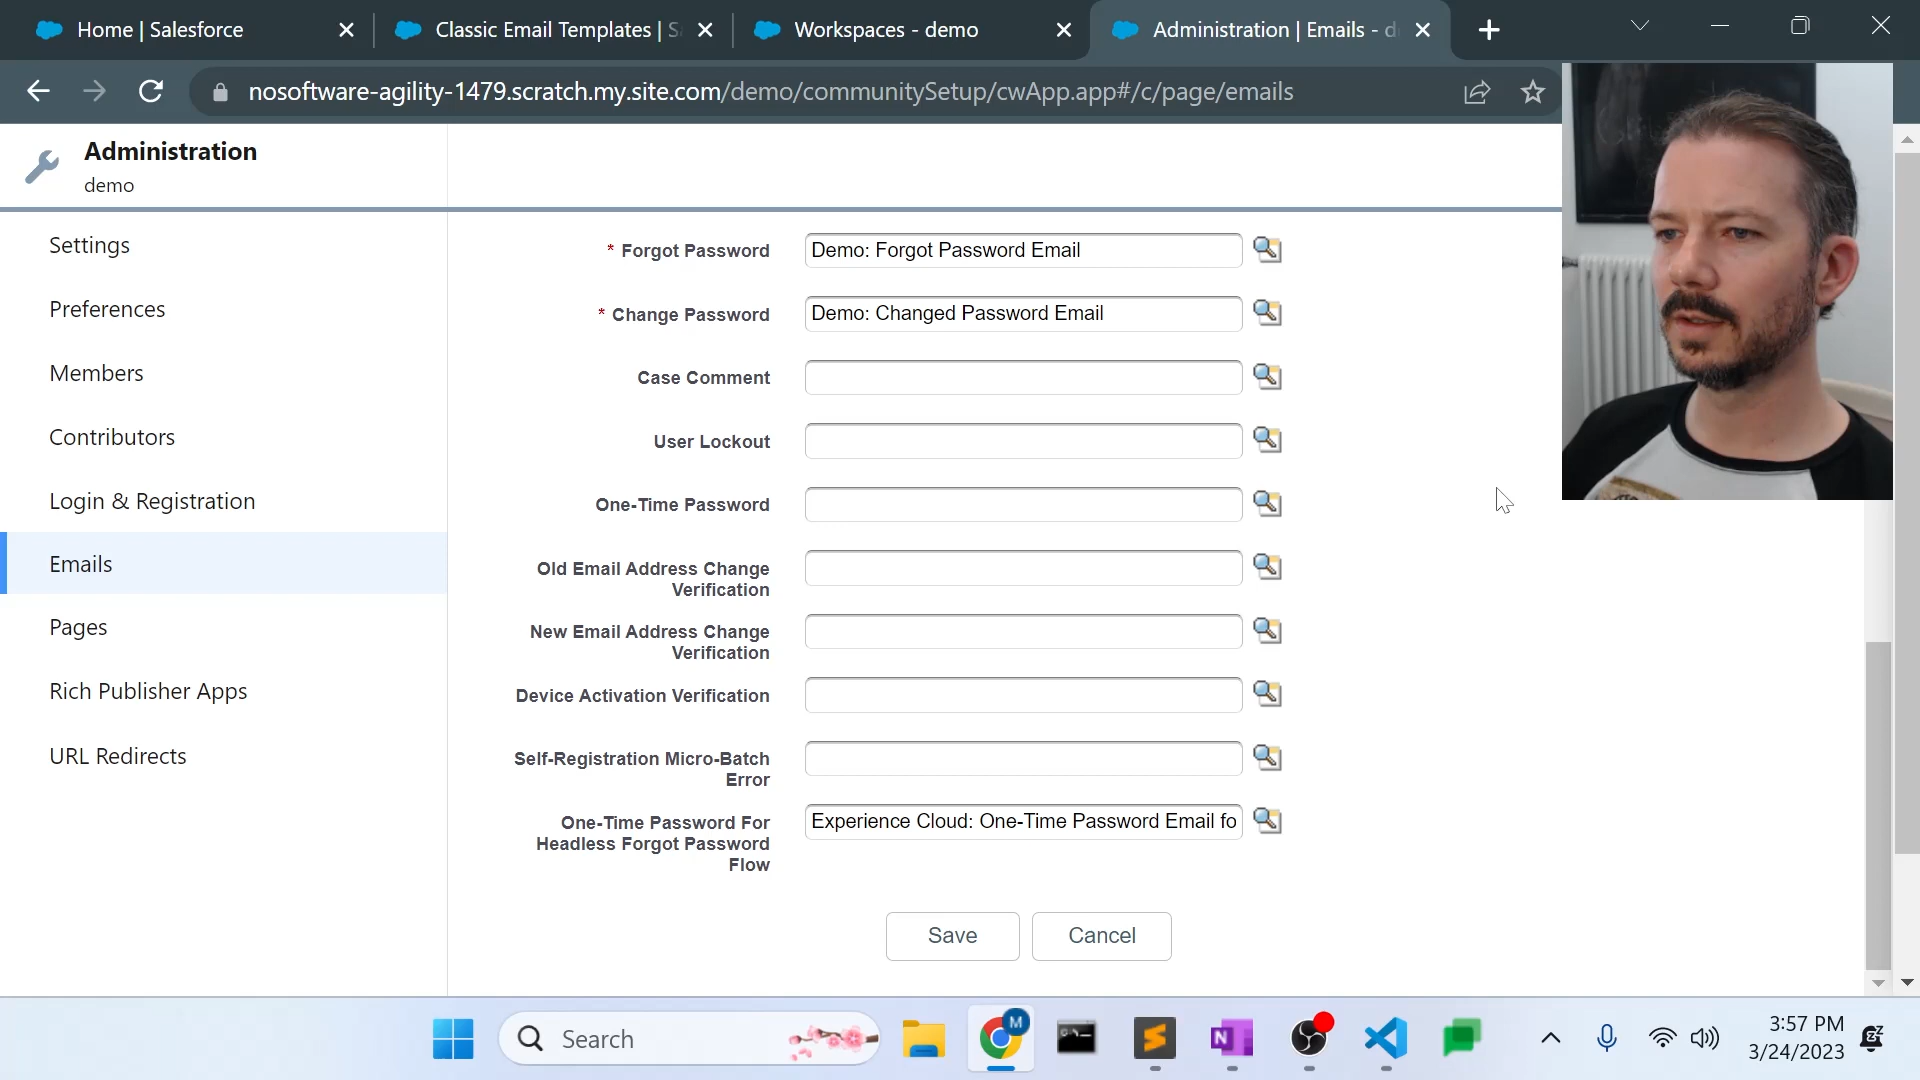 Home | Salesforce
Classic Email Templates | S
Workspaces - demo
Administration | Emails - d
nosoftware-agility-1479.scratch.my.site.com/demo/communitySetup/cwApp.app#/c/page/emails
Administration
demo
Settings
Preferences
Members
Contributors
Login & Registration
Emails
Pages
Rich Publisher Apps
URL Redirects
* Forgot Password
Demo: Forgot Password Email
* Change Password
Demo: Changed Password Email
Case Comment
User Lockout
One-Time Password
Old Email Address Change
Verification
New Email Address Change
Verification
Device Activation Verification
Self-Registration Micro-Batch
Error
One-Time Password For
Headless Forgot Password
Flow
Experience Cloud: One-Time Password Email fo
Save
Cancel
Search
M
N
3:57 PM
3/24/2023